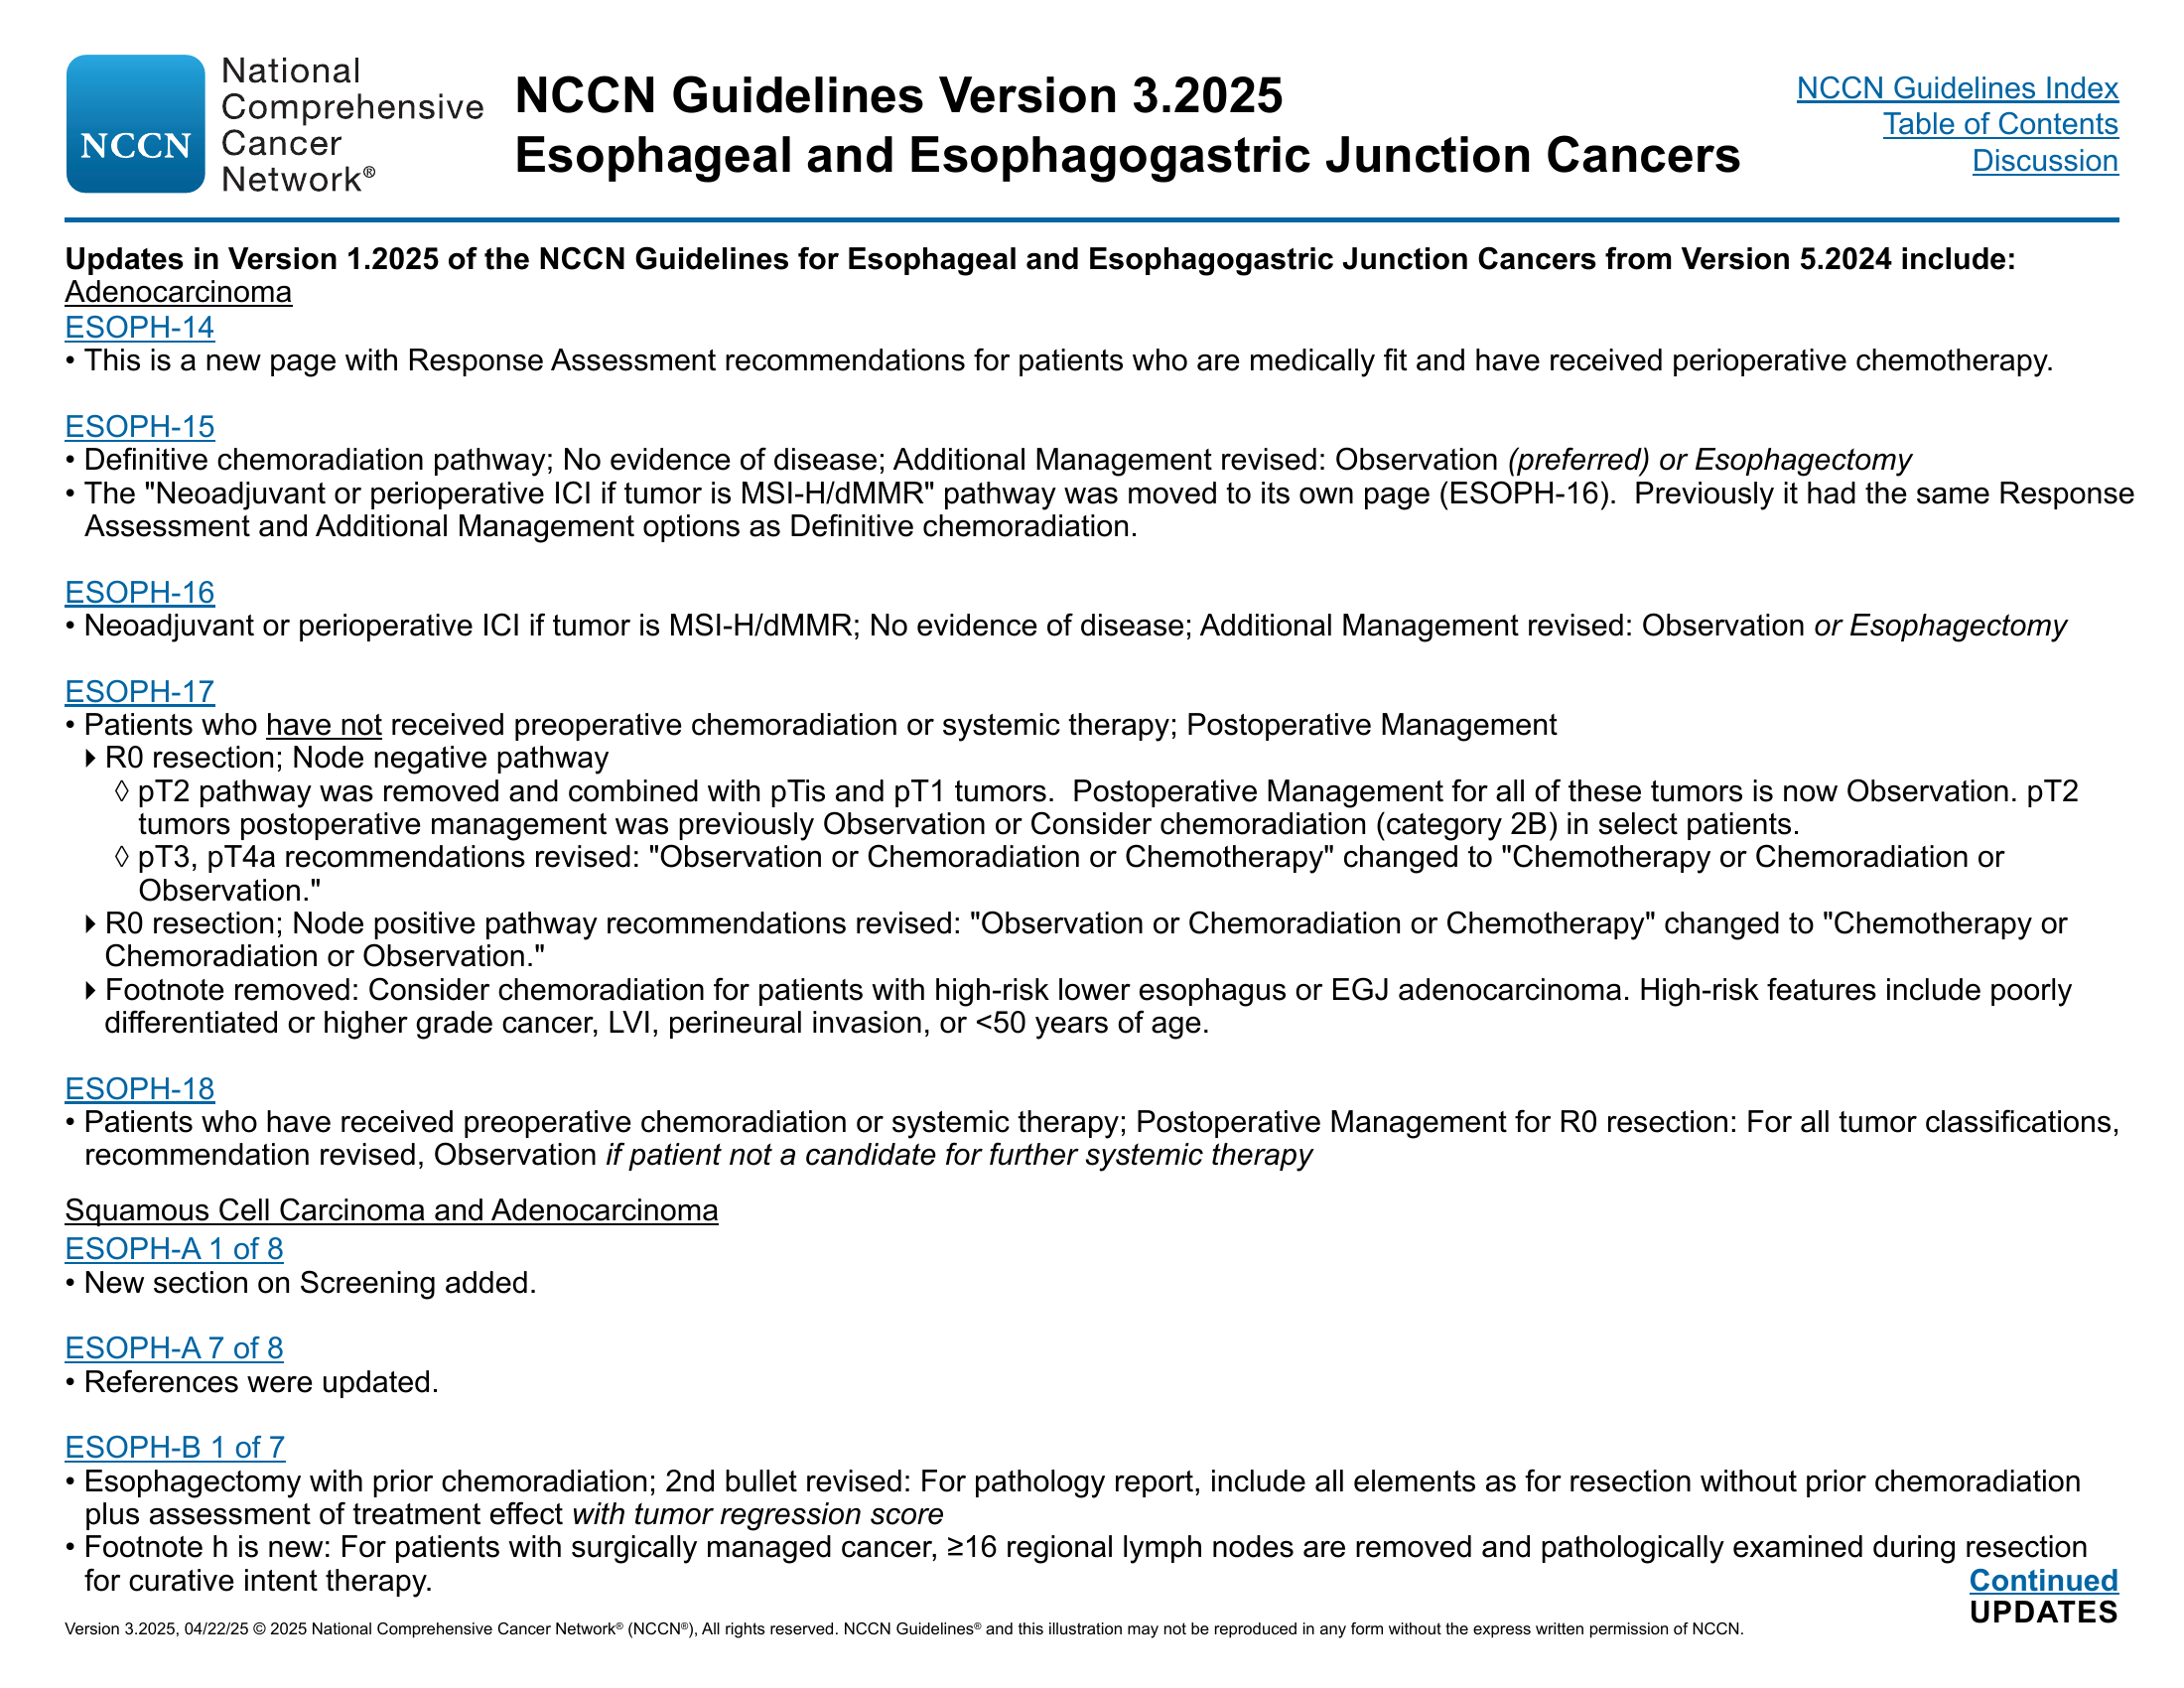 NCCN
National
Comprehensive
Cancer
Network®
NCCN Guidelines Version 3.2025
Esophageal and Esophagogastric Junction Cancers
NCCN Guidelines Index
Table of Contents
Discussion
Updates in Version 1.2025 of the NCCN Guidelines for Esophageal and Esophagogastric Junction Cancers from Version 5.2024 include:
Adenocarcinoma
ESOPH-14
• This is a new page with Response Assessment recommendations for patients who are medically fit and have received perioperative chemotherapy.
ESOPH-15
• Definitive chemoradiation pathway; No evidence of disease; Additional Management revised: Observation (preferred) or Esophagectomy
• The "Neoadjuvant or perioperative ICI if tumor is MSI-H/dMMR" pathway was moved to its own page (ESOPH-16).  Previously it had the same Response
Assessment and Additional Management options as Definitive chemoradiation.
ESOPH-16
• Neoadjuvant or perioperative ICI if tumor is MSI-H/dMMR; No evidence of disease; Additional Management revised: Observation or Esophagectomy
ESOPH-17
• Patients who have not received preoperative chemoradiation or systemic therapy; Postoperative Management
▸ R0 resection; Node negative pathway
◊ pT2 pathway was removed and combined with pTis and pT1 tumors.  Postoperative Management for all of these tumors is now Observation. pT2
tumors postoperative management was previously Observation or Consider chemoradiation (category 2B) in select patients.
◊ pT3, pT4a recommendations revised: "Observation or Chemoradiation or Chemotherapy" changed to "Chemotherapy or Chemoradiation or
Observation."
▸ R0 resection; Node positive pathway recommendations revised: "Observation or Chemoradiation or Chemotherapy" changed to "Chemotherapy or
Chemoradiation or Observation."
▸ Footnote removed: Consider chemoradiation for patients with high-risk lower esophagus or EGJ adenocarcinoma. High-risk features include poorly
differentiated or higher grade cancer, LVI, perineural invasion, or <50 years of age.
ESOPH-18
• Patients who have received preoperative chemoradiation or systemic therapy; Postoperative Management for R0 resection: For all tumor classifications,
recommendation revised, Observation if patient not a candidate for further systemic therapy
Squamous Cell Carcinoma and Adenocarcinoma
ESOPH-A 1 of 8
• New section on Screening added.
ESOPH-A 7 of 8
• References were updated.
ESOPH-B 1 of 7
• Esophagectomy with prior chemoradiation; 2nd bullet revised: For pathology report, include all elements as for resection without prior chemoradiation
plus assessment of treatment effect with tumor regression score
• Footnote h is new: For patients with surgically managed cancer, ≥16 regional lymph nodes are removed and pathologically examined during resection
for curative intent therapy.
Continued
UPDATES
Version 3.2025, 04/22/25 © 2025 National Comprehensive Cancer Network® (NCCN®), All rights reserved. NCCN Guidelines® and this illustration may not be reproduced in any form without the express written permission of NCCN.